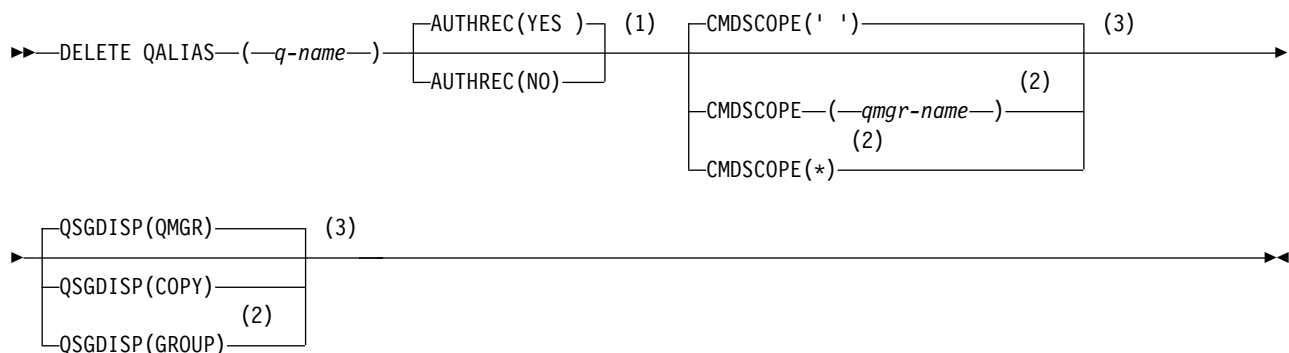 AUTHREC(YES ) (1) CMDSCOPE(' ') (3)
DELETE QALIAS ( q-name )
AUTHREC(NO) (2)
CMDSCOPE ( qmgr-name )
(2)
CMDSCOPE(*)
QSGDISP(QMGR) (3)
QSGDISP(COPY)
(2)
QSGDISP(GROUP)